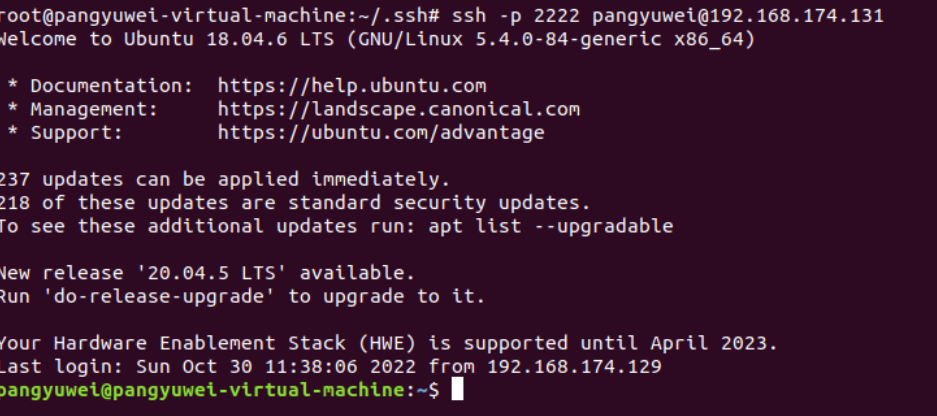 root@pangyuwei-virtual-machine:~/.ssh# ssh -p 2222 pangyuwei@192.168.174.131
Welcome to Ubuntu 18.04.6 LTS (GNU/Linux 5.4.0-84-generic x86_64)
* Documentation:  https://help.ubuntu.com
* Management:     https://landscape.canonical.com
* Support:        https://ubuntu.com/advantage
237 updates can be applied immediately.
218 of these updates are standard security updates.
To see these additional updates run: apt list --upgradable
New release '20.04.5 LTS' available.
Run 'do-release-upgrade' to upgrade to it.
Your Hardware Enablement Stack (HWE) is supported until April 2023.
Last login: Sun Oct 30 11:38:06 2022 from 192.168.174.129
pangyuwei@pangyuwei-virtual-machine:~$